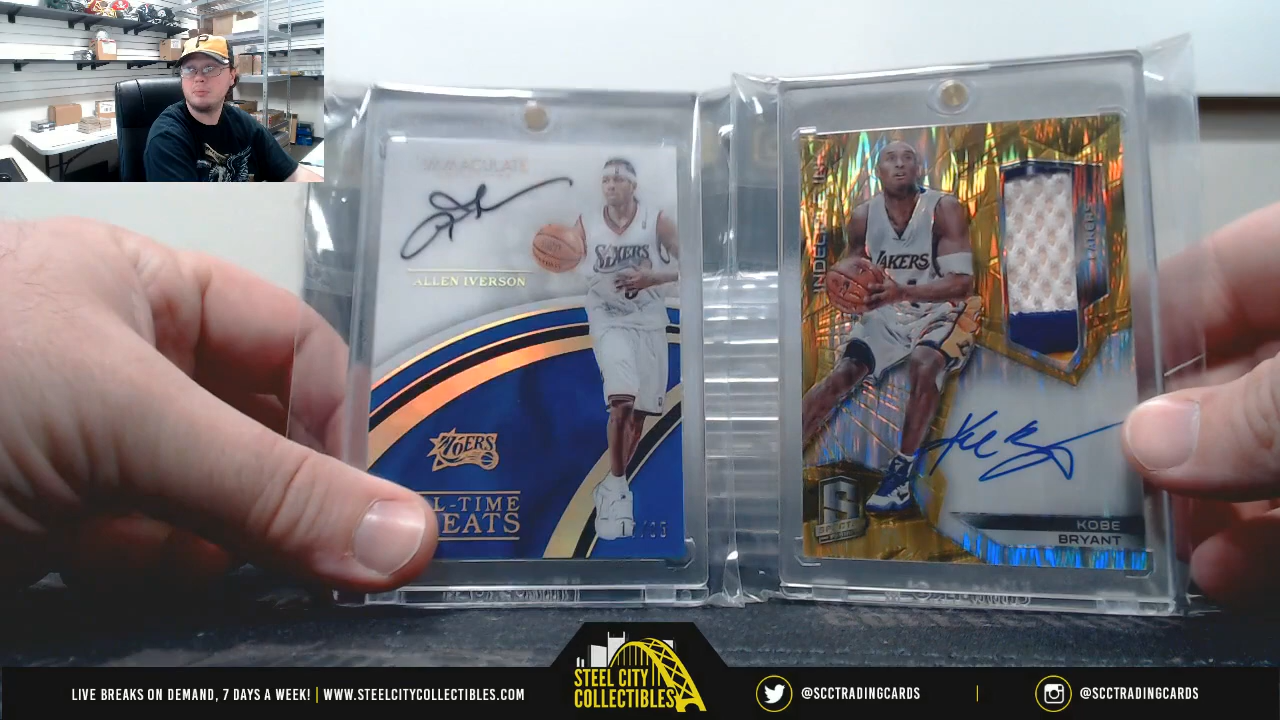 P
IMMACULATE
ALLEN IVERSON
SIXERS
76ERS
L-TIME
EATS
LAKERS
KOBE
BRYANT
STEEL CITY
COLLECTIBLES
LIVE BREAKS ON DEMAND, 7 DAYS A WEEK! | WWW.STEELCITYCOLLECTIBLES.COM
@SCCTRADINGCARDS
@SCCTRADINGCARDS